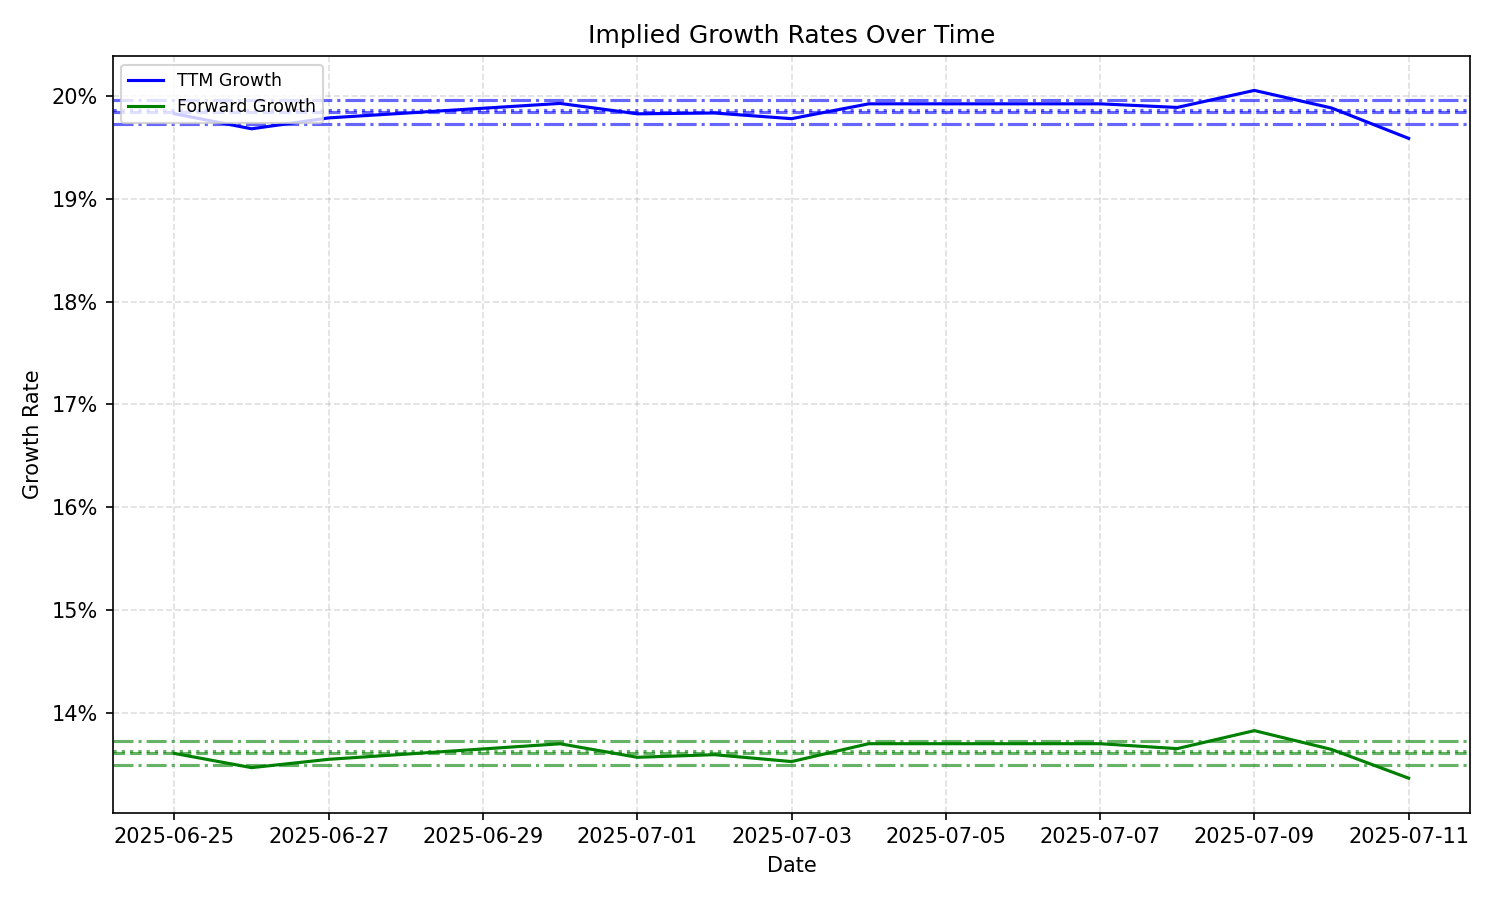 Implied Growth Rates Over Time
TTM Growth
Forward Growth
20%
19%
18%
17%
16%
15%
14%
Growth Rate
2025-06-25 2025-06-27 2025-06-29 2025-07-01 2025-07-03 2025-07-05 2025-07-07 2025-07-09 2025-07-11
Date